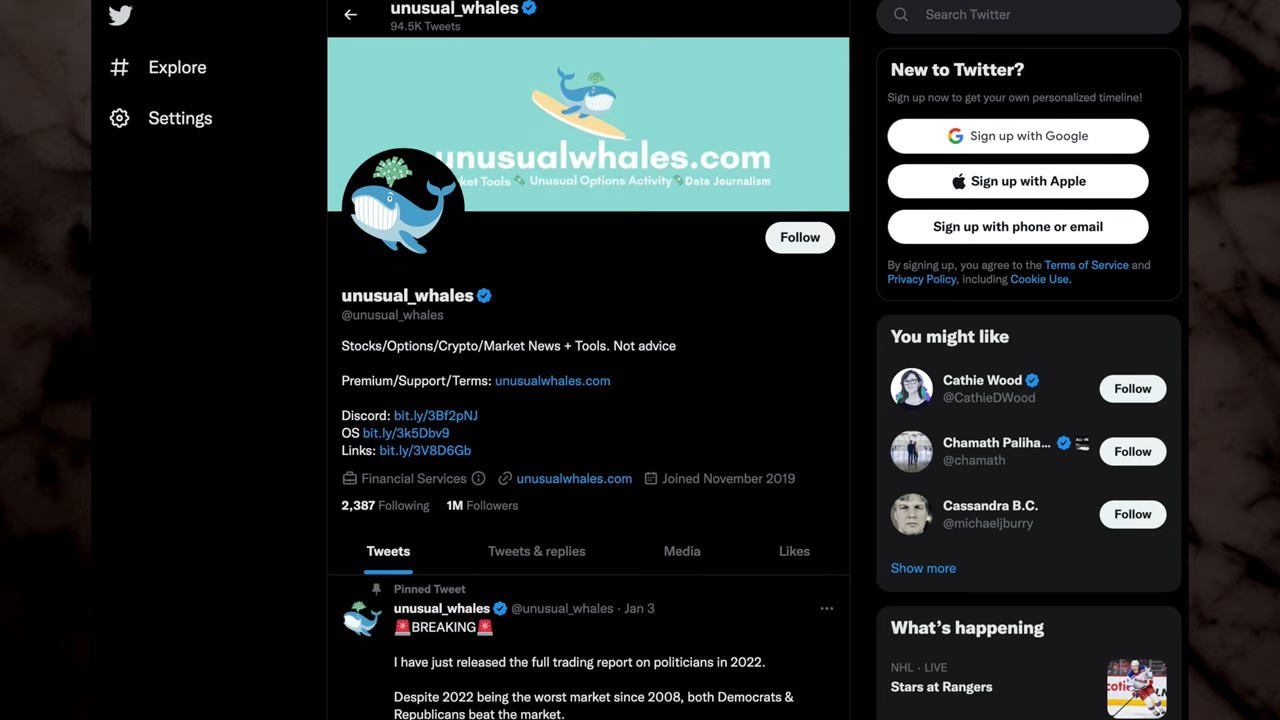 Explore
Settings
unusual_whales
94.5K Tweets
unusualwhales.com
ket Tools Unusual Options Activity Data Journalism
Follow
unusual_whales
@unusual_whales
Stocks/Options/Crypto/Market News + Tools. Not advice
Premium/Support/Terms: unusualwhales.com
Discord: bit.ly/3Bf2pNJ
OS bit.ly/3k5Dbv9
Links: bit.ly/3V8D6Gb
Financial Services unusualwhales.com Joined November 2019
2,387 Following 1M Followers
Tweets Tweets & replies Media Likes
Pinned Tweet
unusual_whales @unusual_whales · Jan 3
🚨BREAKING🚨
I have just released the full trading report on politicians in 2022.
Despite 2022 being the worst market since 2008, both Democrats &
Republicans beat the market.
Search Twitter
New to Twitter?
Sign up now to get your own personalized timeline!
Sign up with Google
Sign up with Apple
Sign up with phone or email
By signing up, you agree to the Terms of Service and
Privacy Policy, including Cookie Use.
You might like
Cathie Wood
@CathieDWood
Follow
Chamath Paliha...
@chamath
Follow
Cassandra B.C.
@michaeljburry
Follow
Show more
What's happening
NHL · LIVE
Stars at Rangers